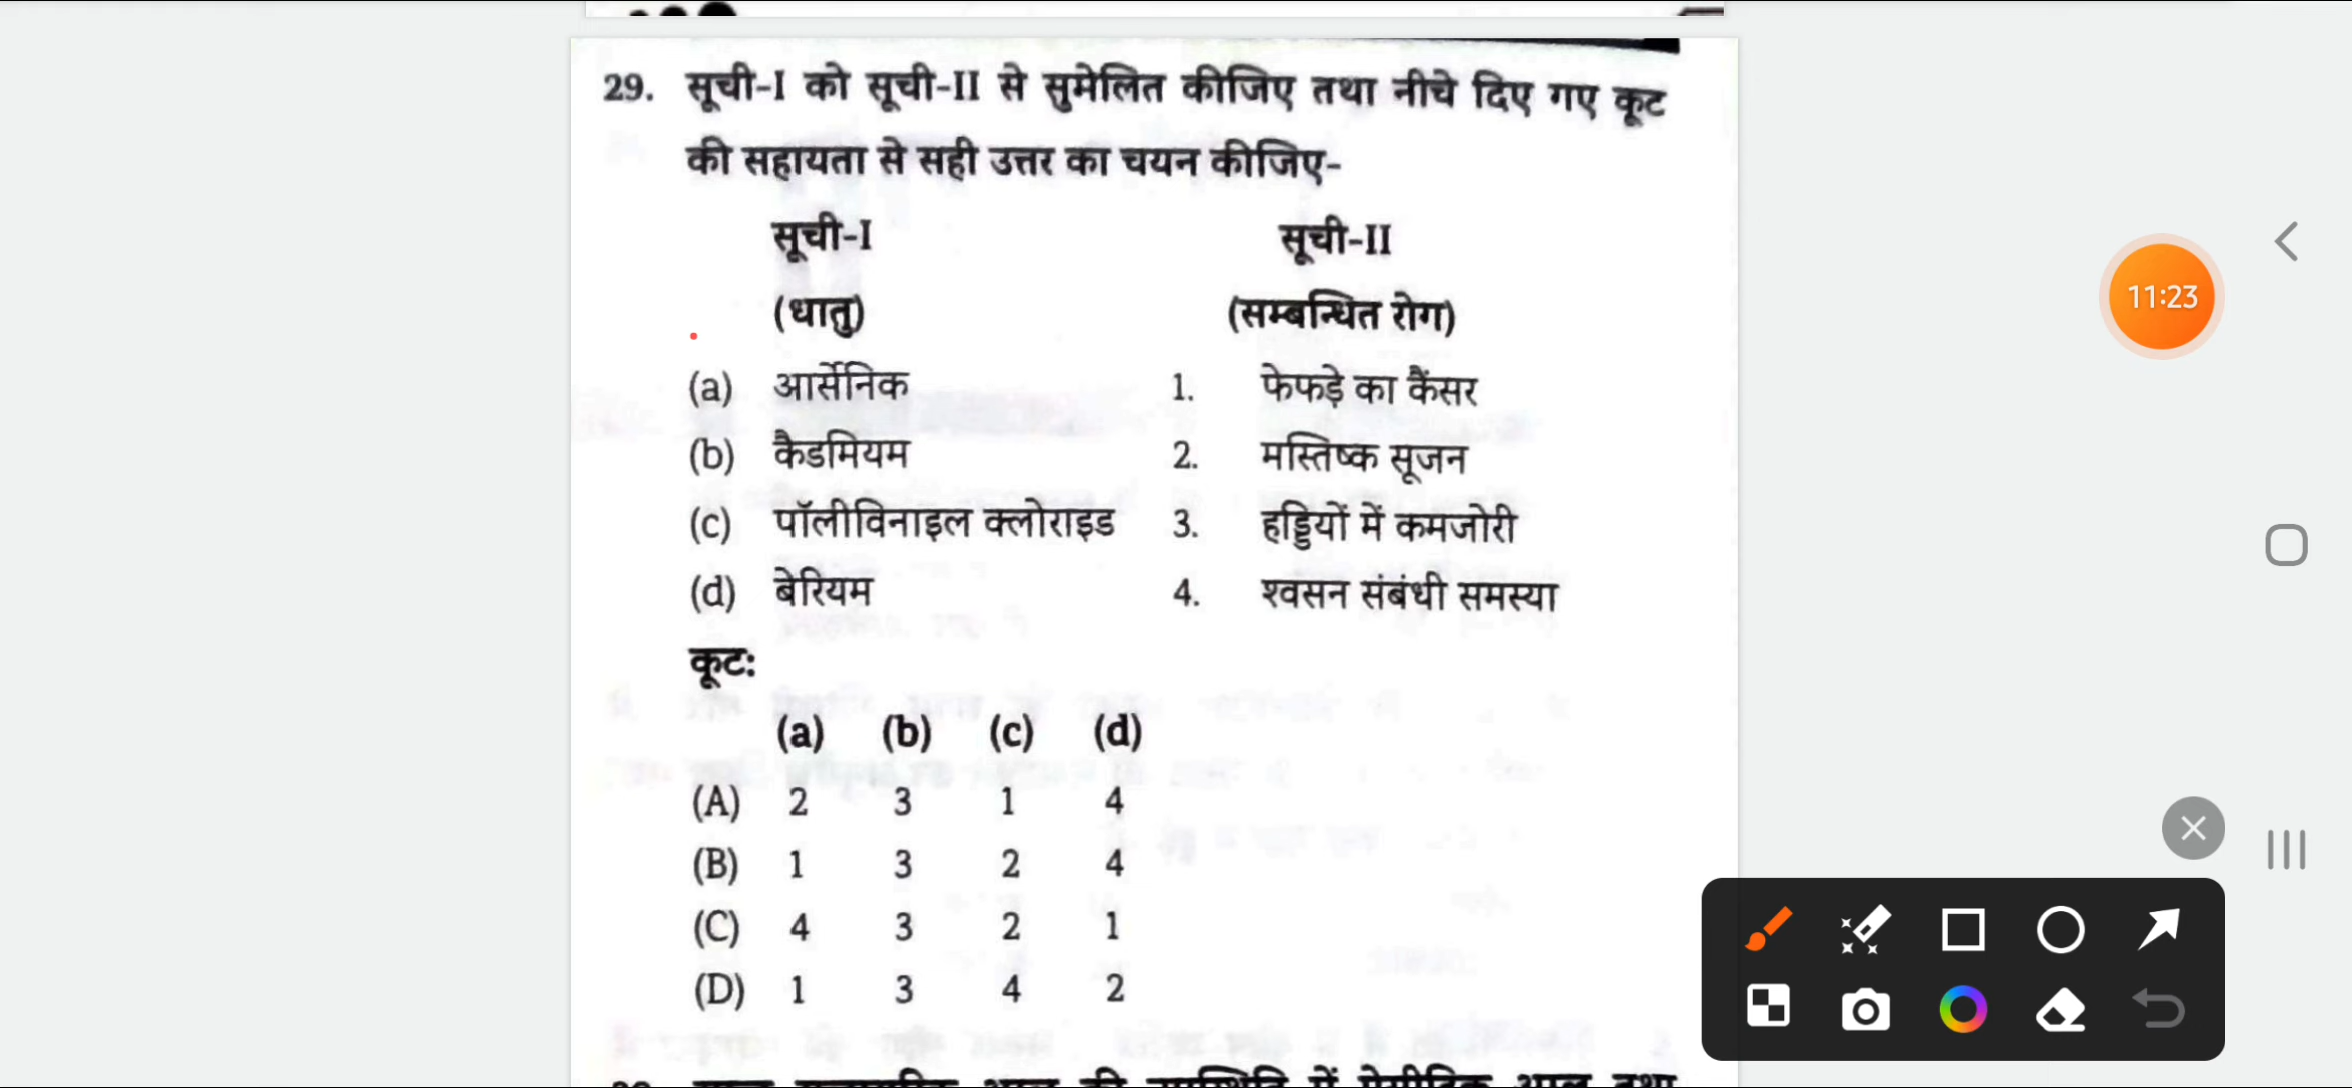 29. सूची-I को सूची-II से सुमेलित कीजिए तथा नीचे दिए गए कूट
की सहायता से सही उत्तर का चयन कीजिए-
सूची-I सूची-II
(धातु) (सम्बन्धित रोग)
(a) आर्सेनिक 1. फेफड़े का कैंसर
(b) कैडमियम 2. मस्तिष्क सूजन
(c) पॉलीविनाइल क्लोराइड 3. हड्डियों में कमजोरी
(d) बेरियम 4. श्वसन संबंधी समस्या
कूट:
(a) (b) (c) (d)
(A) 2 3 1 4
(B) 1 3 2 4
(C) 4 3 2 1
(D) 1 3 4 2
11:23